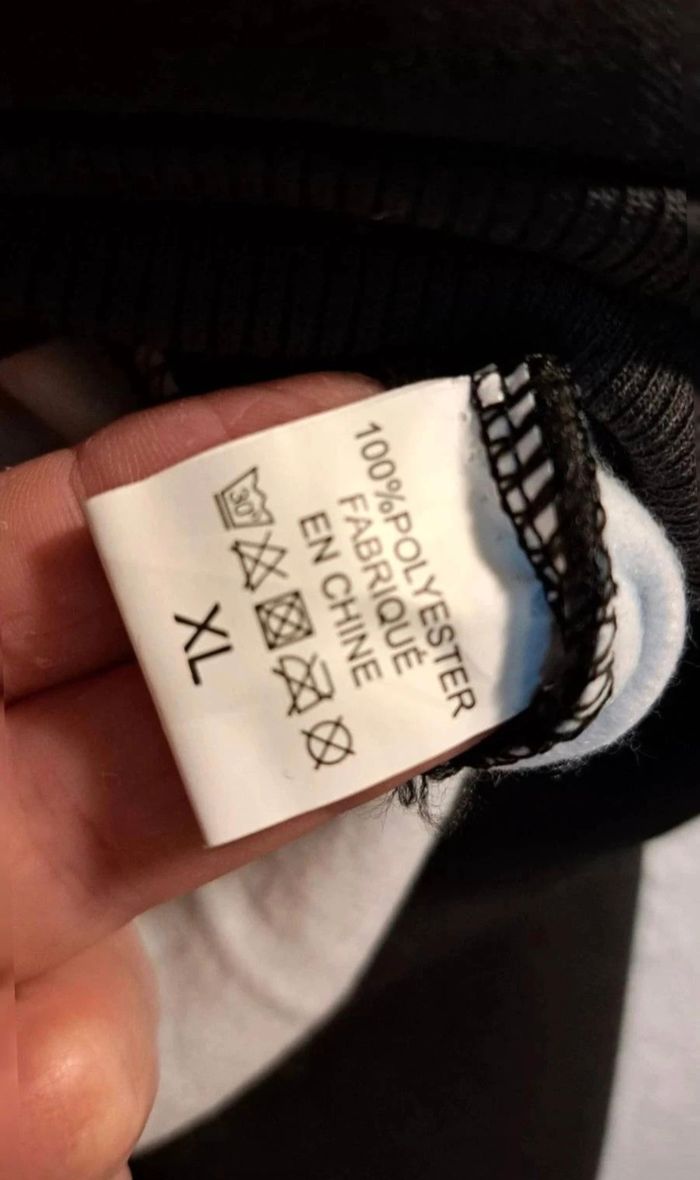 100%POLYESTER
FABRIQUÉ
EN CHINE
30°
XL